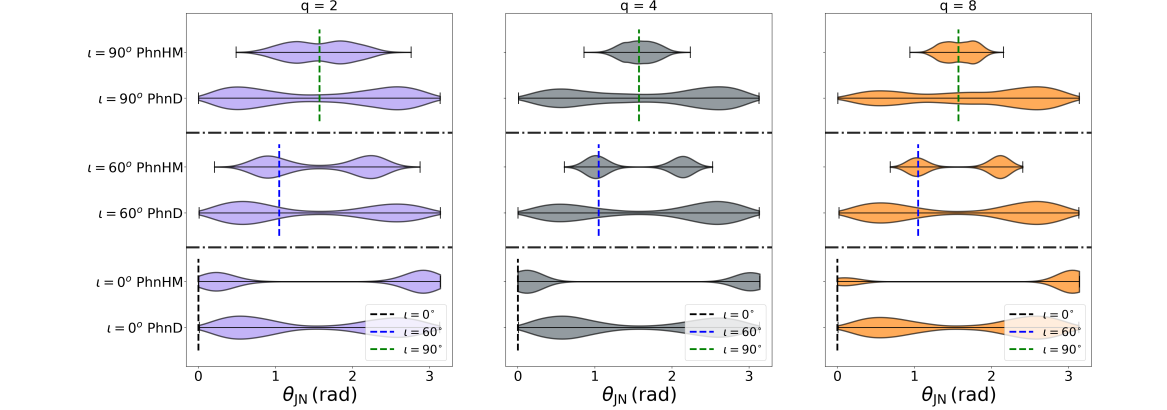 q = 2
q = 4
q = 8
ι = 90° PhnHM
ι = 90° PhnD
ι = 60° PhnHM
ι = 60° PhnD
ι = 0° PhnHM
ι = 0° PhnD
ι = 0°
ι = 60°
ι = 90°
ι = 0°
ι = 60°
ι = 90°
ι = 0°
ι = 60°
ι = 90°
0 1 2 3
0 1 2 3
0 1 2 3
θJN (rad)
θJN (rad)
θJN (rad)